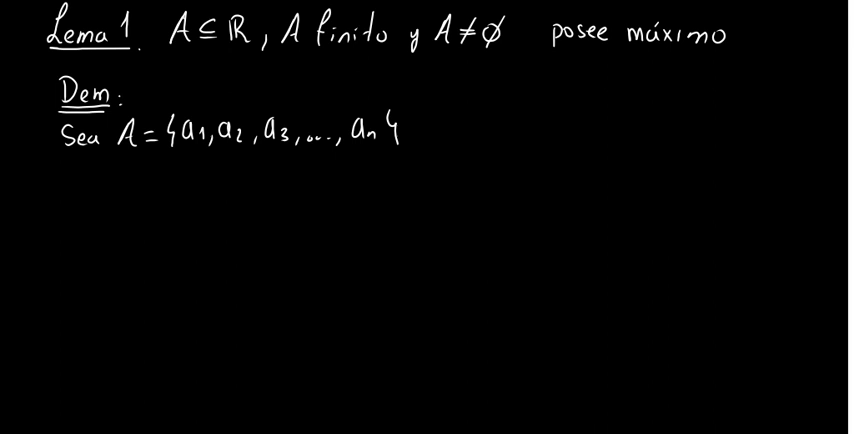 Lema 1. A ⊆ ℝ, A finito y A ≠ ∅ posee máximo
Dem:
Sea A = {a₁, a₂, a₃, ..., aₙ}